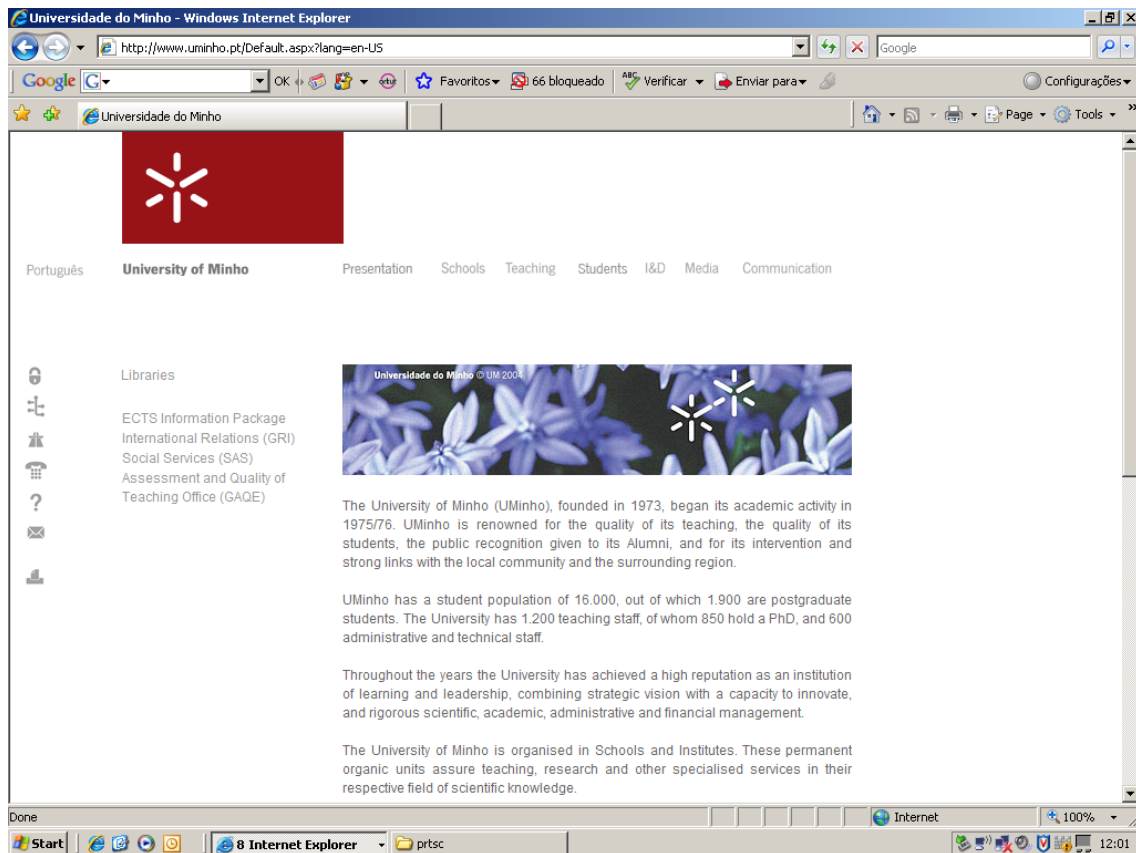 Universidade do Minho - Windows Internet Explorer
http://www.uminho.pt/Default.aspx?lang=en-US
Google
Google G
OK
Favoritos
66 bloqueado
ABC Verificar
Enviar para
Configurações
Universidade do Minho
Page
Tools
»
Português
University of Minho
Presentation
Schools
Teaching
Students
I&D
Media
Communication
Libraries
ECTS Information Package
International Relations (GRI)
Social Services (SAS)
Assessment and Quality of
Teaching Office (GAQE)
Universidade do Minho © UM 2004
The University of Minho (UMinho), founded in 1973, began its academic activity in
1975/76. UMinho is renowned for the quality of its teaching, the quality of its
students, the public recognition given to its Alumni, and for its intervention and
strong links with the local community and the surrounding region.
UMinho has a student population of 16.000, out of which 1.900 are postgraduate
students. The University has 1.200 teaching staff, of whom 850 hold a PhD, and 600
administrative and technical staff.
Throughout the years the University has achieved a high reputation as an institution
of learning and leadership, combining strategic vision with a capacity to innovate,
and rigorous scientific, academic, administrative and financial management.
The University of Minho is organised in Schools and Institutes. These permanent
organic units assure teaching, research and other specialised services in their
respective field of scientific knowledge.
Done
Internet
100%
Start
8 Internet Explorer
prtsc
12:01